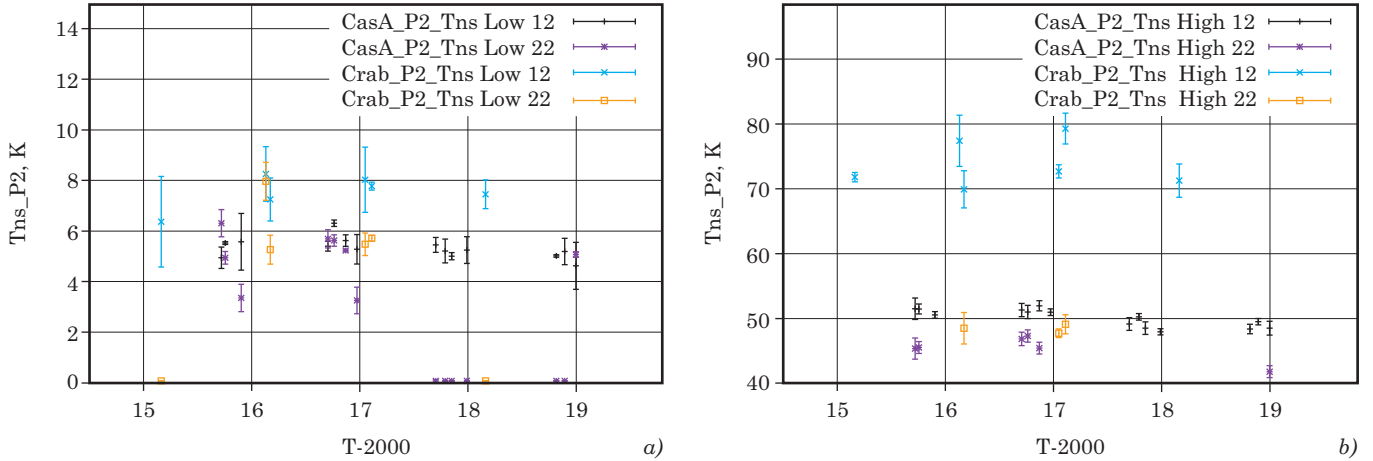 14
12
10
8
6
4
2
0
Tns_P2, K
CasA_P2_Tns Low 12
CasA_P2_Tns Low 22
Crab_P2_Tns Low 12
Crab_P2_Tns Low 22
15 16 17 18 19
T-2000
a)
90
80
70
60
50
40
Tns_P2, K
CasA_P2_Tns High 12
CasA_P2_Tns High 22
Crab_P2_Tns High 12
Crab_P2_Tns High 22
15 16 17 18 19
T-2000
b)